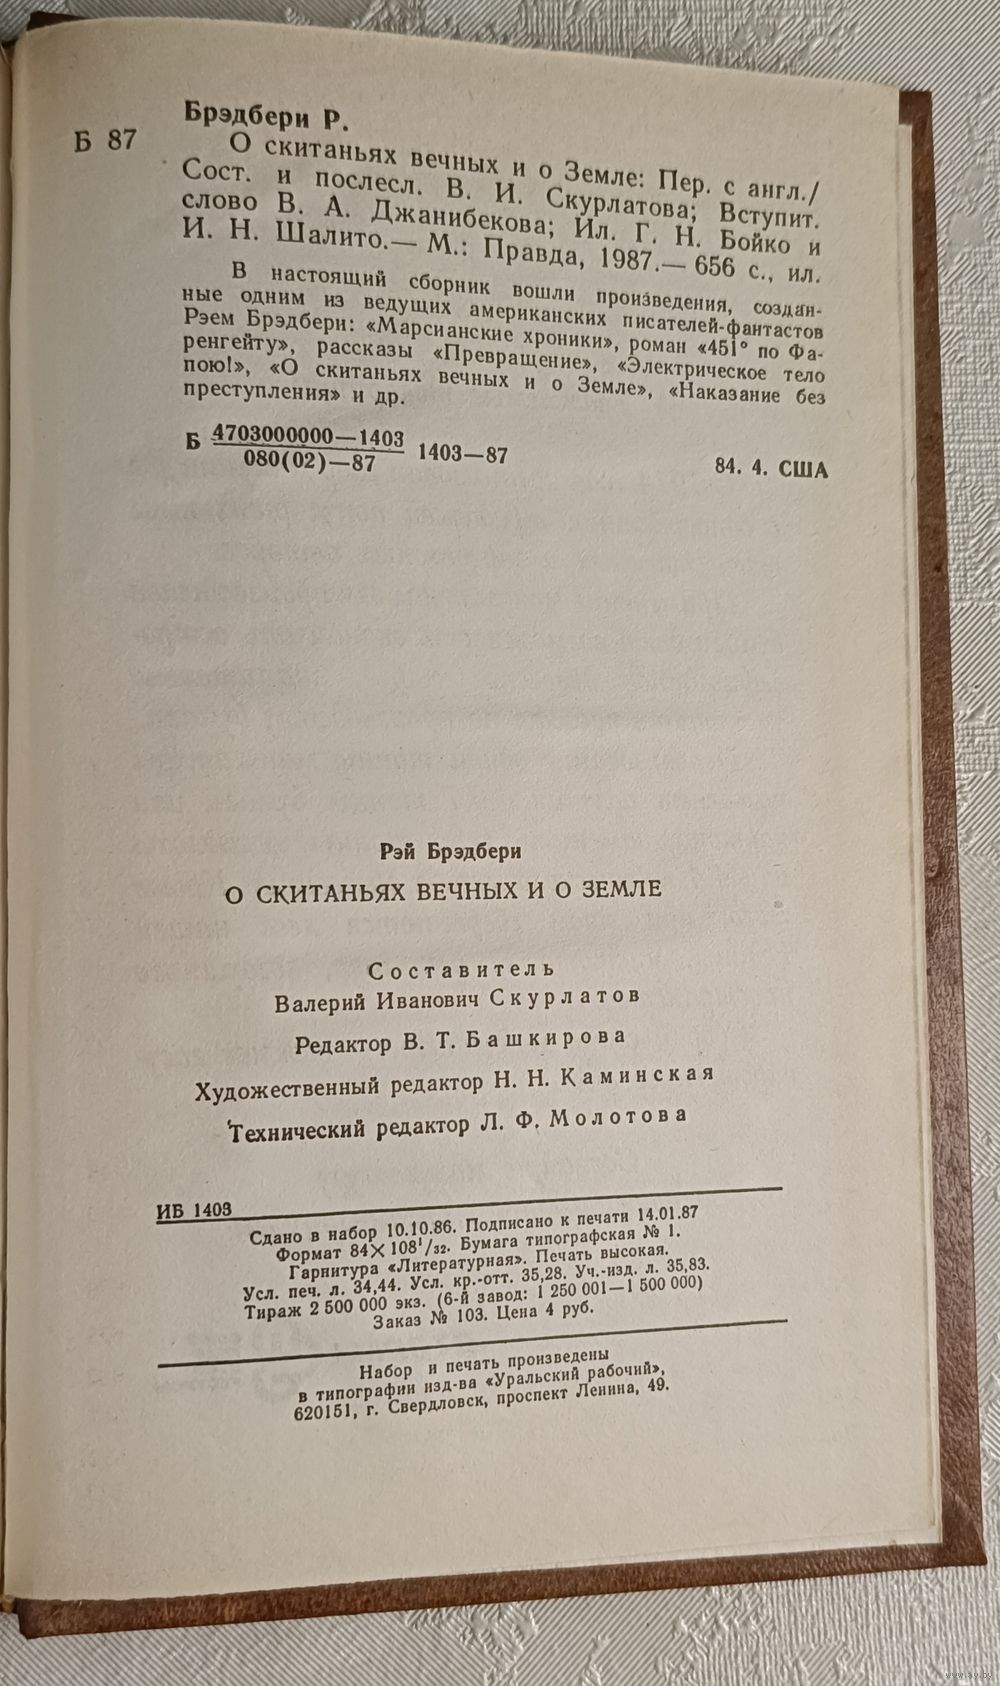 Брэдбери Р.
Б 87
О скитаньях вечных и о Земле: Пер. с англ./
Сост. и послесл. В. И. Скурлатова; Вступит.
слово В. А. Джанибекова; Ил. Г. Н. Бойко и
И. Н. Шалито.— М.: Правда, 1987.— 656 с., ил.
В настоящий сборник вошли произведения, создан-
ные одним из ведущих американских писателей-фантастов
Рэем Брэдбери: «Марсианские хроники», роман «451° по Фа-
ренгейту», рассказы «Превращение», «Электрическое тело
пою!», «О скитаньях вечных и о Земле», «Наказание без
преступления» и др.
Б 4703000000—1403
080(02)—87
1403—87
84. 4. США
Рэй Брэдбери
О СКИТАНЬЯХ ВЕЧНЫХ И О ЗЕМЛЕ
Составитель
Валерий Иванович Скурлатов
Редактор В. Т. Башкирова
Художественный редактор Н. Н. Каминская
Технический редактор Л. Ф. Молотова
ИБ 1403
Сдано в набор 10.10.86. Подписано к печати 14.01.87
Формат 84×108¹/₃₂. Бумага типографская № 1.
Гарнитура «Литературная». Печать высокая.
Усл. печ. л. 34,44. Усл. кр.-отт. 35,28. Уч.-изд. л. 35,83.
Тираж 2 500 000 экз. (6-й завод: 1 250 001—1 500 000)
Заказ № 103. Цена 4 руб.
Набор и печать произведены
в типографии изд-ва «Уральский рабочий»,
620151, г. Свердловск, проспект Ленина, 49.
www.ay.by